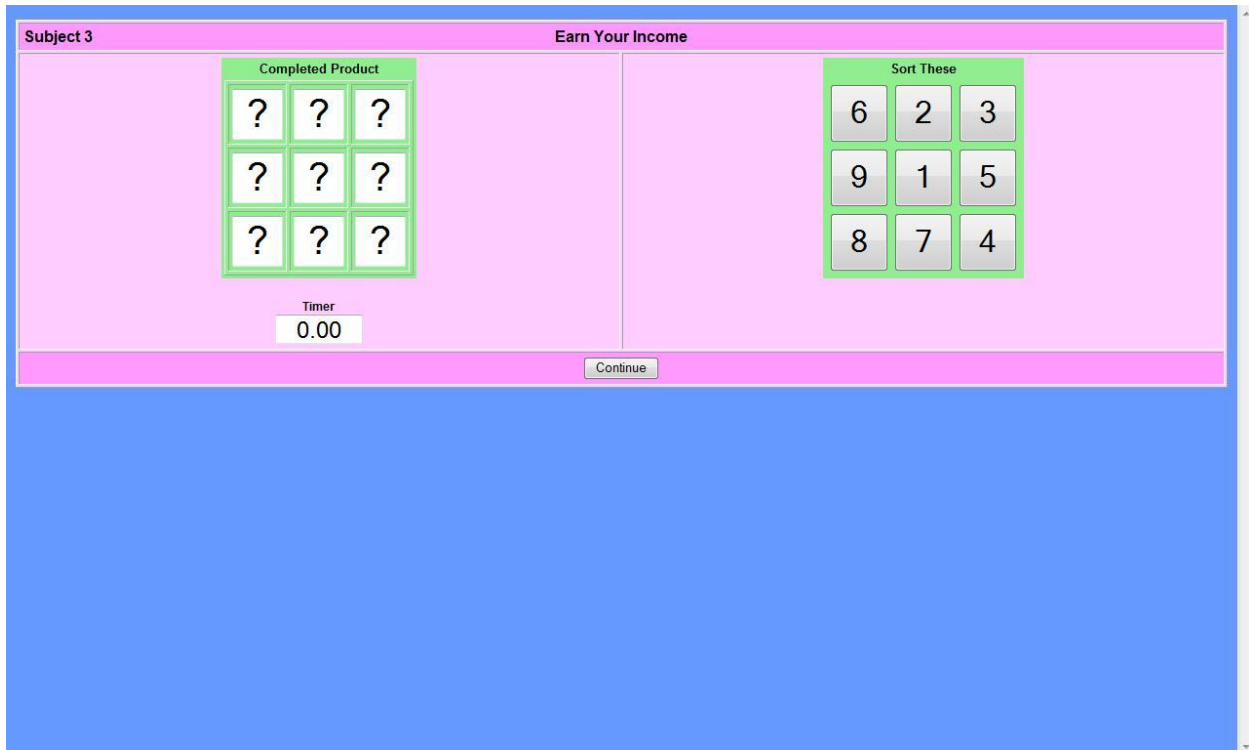 Subject 3 Earn Your Income
Completed Product
? ? ?
? ? ?
? ? ?
Timer
0.00
Sort These
6 2 3
9 1 5
8 7 4
Continue